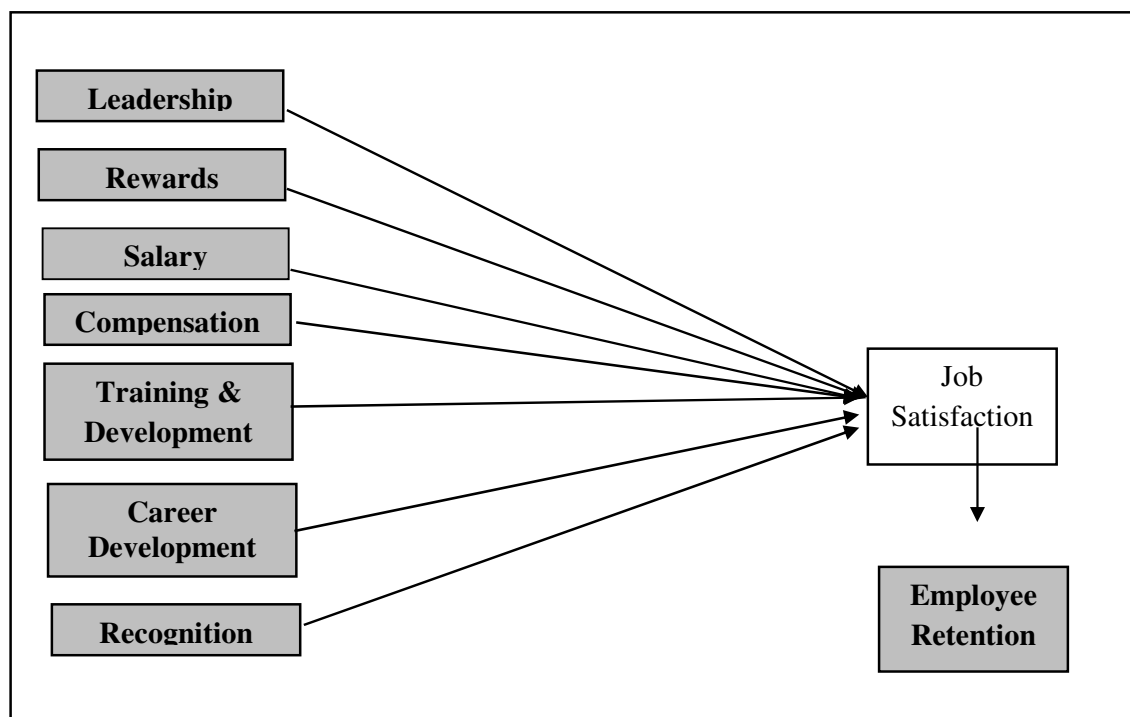 Leadership
Rewards
Salary
Compensation
Training &
Development
Career
Development
Recognition
Job
Satisfaction
Employee
Retention